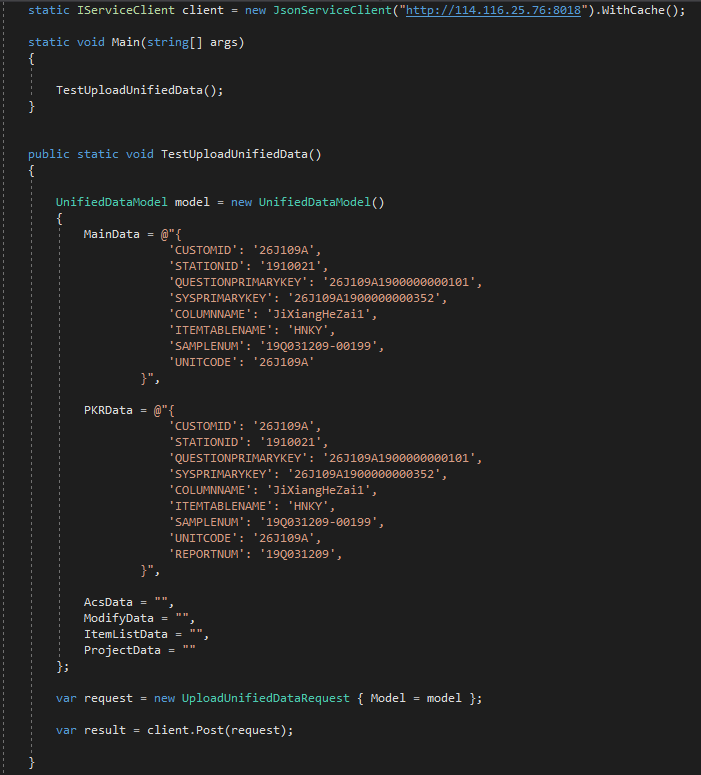 static IServiceClient client = new JsonServiceClient("http://114.116.25.76:8018").WithCache();
static void Main(string[] args)
{
TestUploadUnifiedData();
}
public static void TestUploadUnifiedData()
{
UnifiedDataModel model = new UnifiedDataModel()
{
MainData = @"{
'CUSTOMID': '26J109A',
'STATIONID': '1910021',
'QUESTIONPRIMARYKEY': '26J109A1900000000101',
'SYSPRIMARYKEY': '26J109A1900000000352',
'COLUMNNAME': 'JiXiangHeZai1',
'ITEMTABLENAME': 'HNKY',
'SAMPLENUM': '19Q031209-00199',
'UNITCODE': '26J109A'
}",
PKRData = @"{
'CUSTOMID': '26J109A',
'STATIONID': '1910021',
'QUESTIONPRIMARYKEY': '26J109A1900000000101',
'SYSPRIMARYKEY': '26J109A1900000000352',
'COLUMNNAME': 'JiXiangHeZai1',
'ITEMTABLENAME': 'HNKY',
'SAMPLENUM': '19Q031209-00199',
'UNITCODE': '26J109A',
'REPORTNUM': '19Q031209',
}",
AcsData = "",
ModifyData = "",
ItemListData = "",
ProjectData = ""
};
var request = new UploadUnifiedDataRequest { Model = model };
var result = client.Post(request);
}